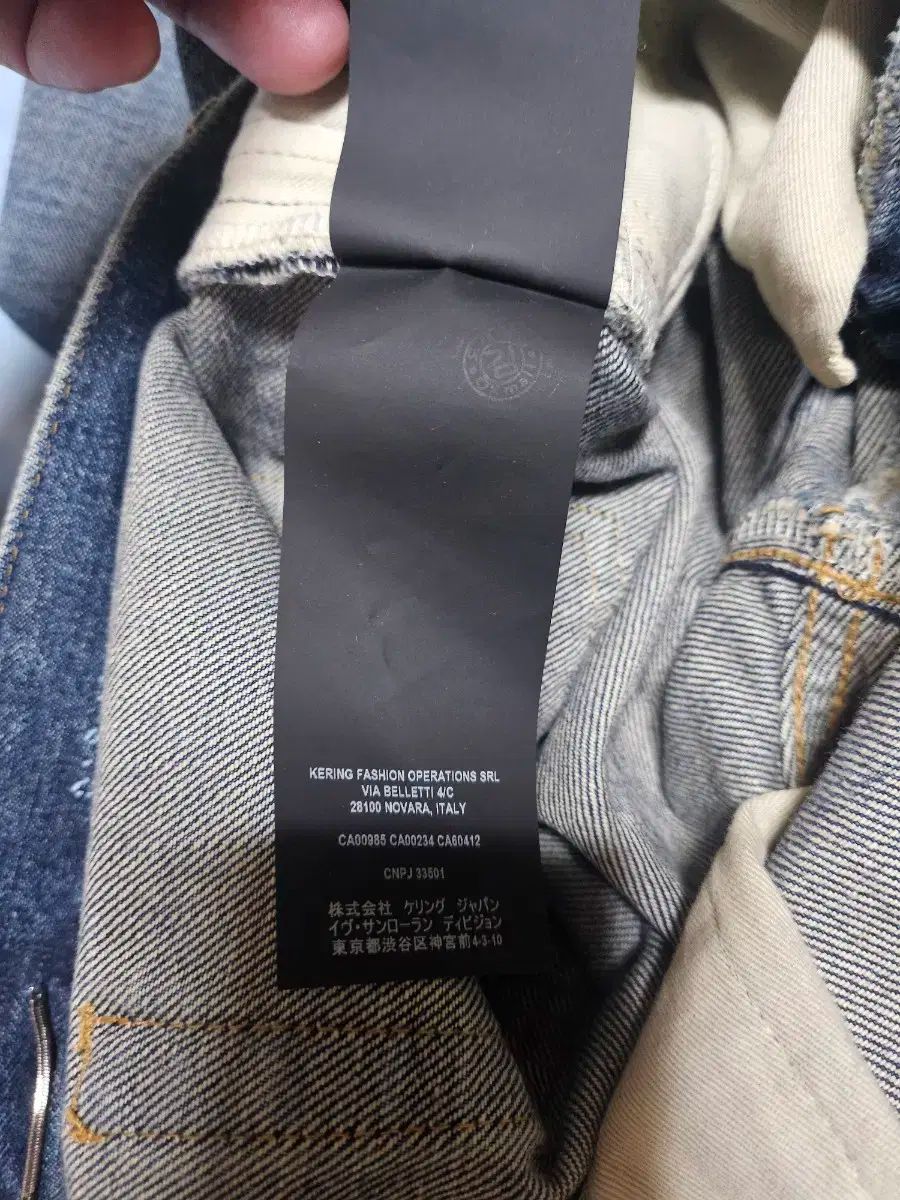 KERING FASHION OPERATIONS SRL
VIA BELLETTI 4/C
28100 NOVARA, ITALY
CA00985 CA00234 CA60412
CNPJ 33501
株式会社 ケリング ジャパン
イヴ・サンローラン ディビジョン
東京都渋谷区神宮前4-3-10